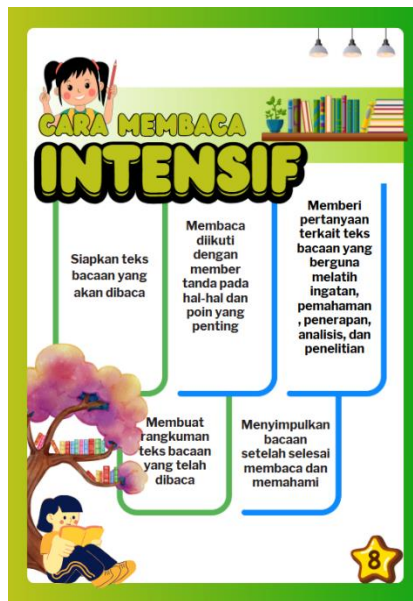 CARA MEMBACA
INTENSIF
Siapkan teks
bacaan yang
akan dibaca
Membaca
diikuti
dengan
member
tanda pada
hal-hal dan
poin yang
penting
Memberi
pertanyaan
terkait teks
bacaan yang
berguna
melatih
ingatan,
pemahaman
, penerapan,
analisis, dan
penelitian
Membuat
rangkuman
teks bacaan
yang telah
dibaca
Menyimpulkan
bacaan
setelah selesai
membaca dan
memahami
8